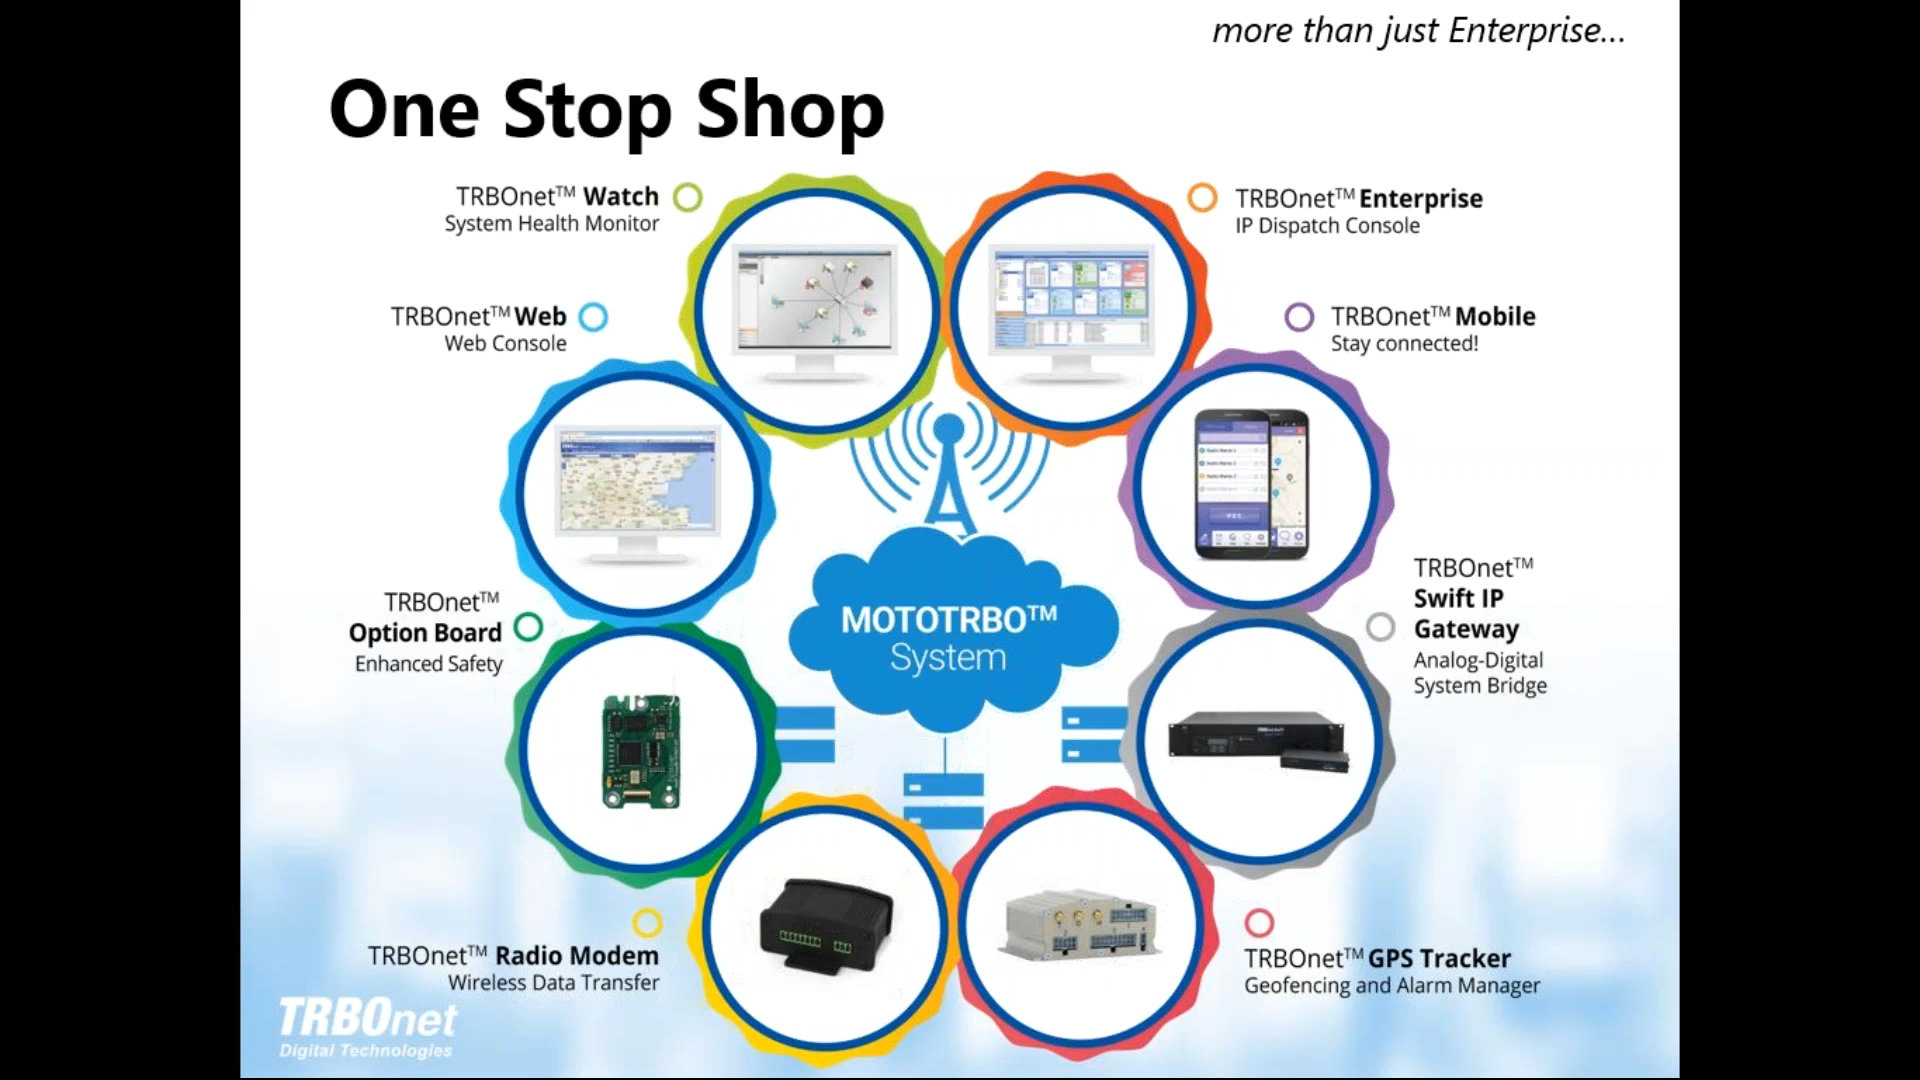 more than just Enterprise...
One Stop Shop
TRBOnet™ Watch
System Health Monitor
TRBOnet™ Enterprise
IP Dispatch Console
TRBOnet™ Web
Web Console
TRBOnet™ Mobile
Stay connected!
TRBOnet™
Swift IP
Gateway
Analog-Digital
System Bridge
TRBOnet™
Option Board
Enhanced Safety
MOTOTRBO™
System
TRBOnet™ Radio Modem
Wireless Data Transfer
TRBOnet™ GPS Tracker
Geofencing and Alarm Manager
TRBOnet
Digital Technologies